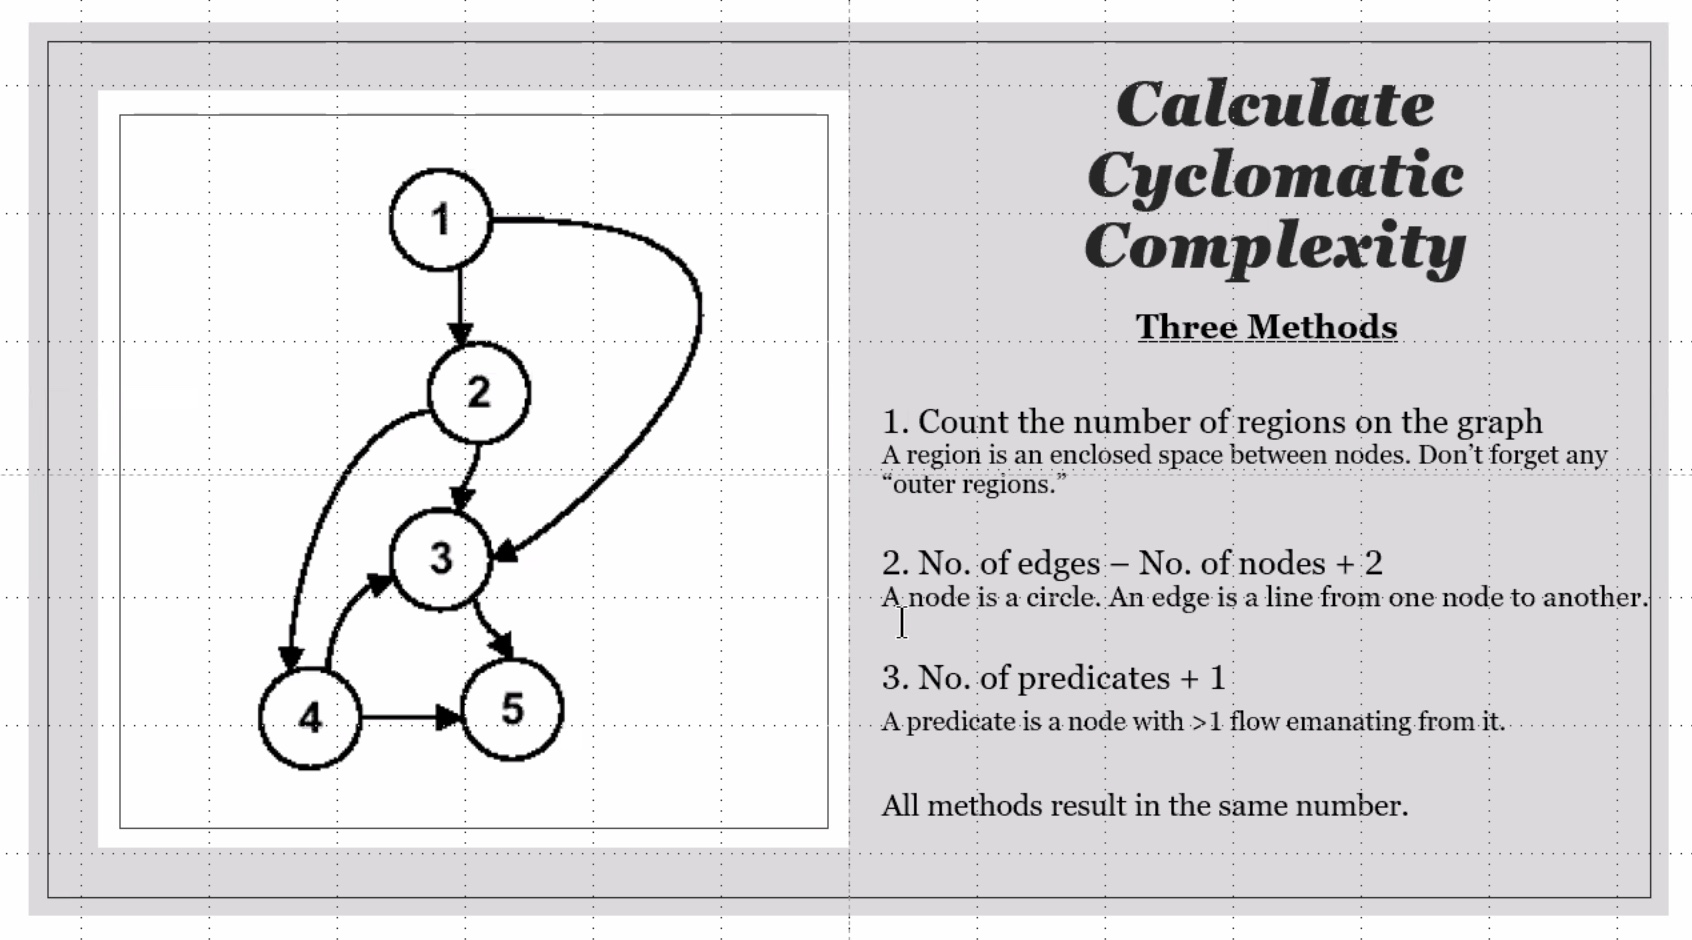 1
2
3
4
5
Calculate
Cyclomatic
Complexity
Three Methods
1. Count the number of regions on the graph
A region is an enclosed space between nodes. Don’t forget any
“outer regions.”
2. No. of edges – No. of nodes + 2
A node is a circle. An edge is a line from one node to another.
3. No. of predicates + 1
A predicate is a node with >1 flow emanating from it.
All methods result in the same number.